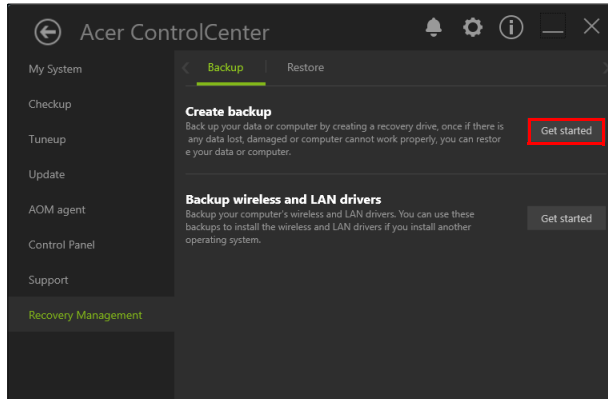 Acer ControlCenter
My System
Checkup
Tuneup
Update
AOM agent
Control Panel
Support
Recovery Management
Backup
Restore
Create backup
Back up your data or computer by creating a recovery drive, once if there is
any data lost, damaged or computer cannot work properly, you can restor
e your data or computer.
Get started
Backup wireless and LAN drivers
Backup your computer's wireless and LAN drivers. You can use these
backups to install the wireless and LAN drivers if you install another
operating system.
Get started